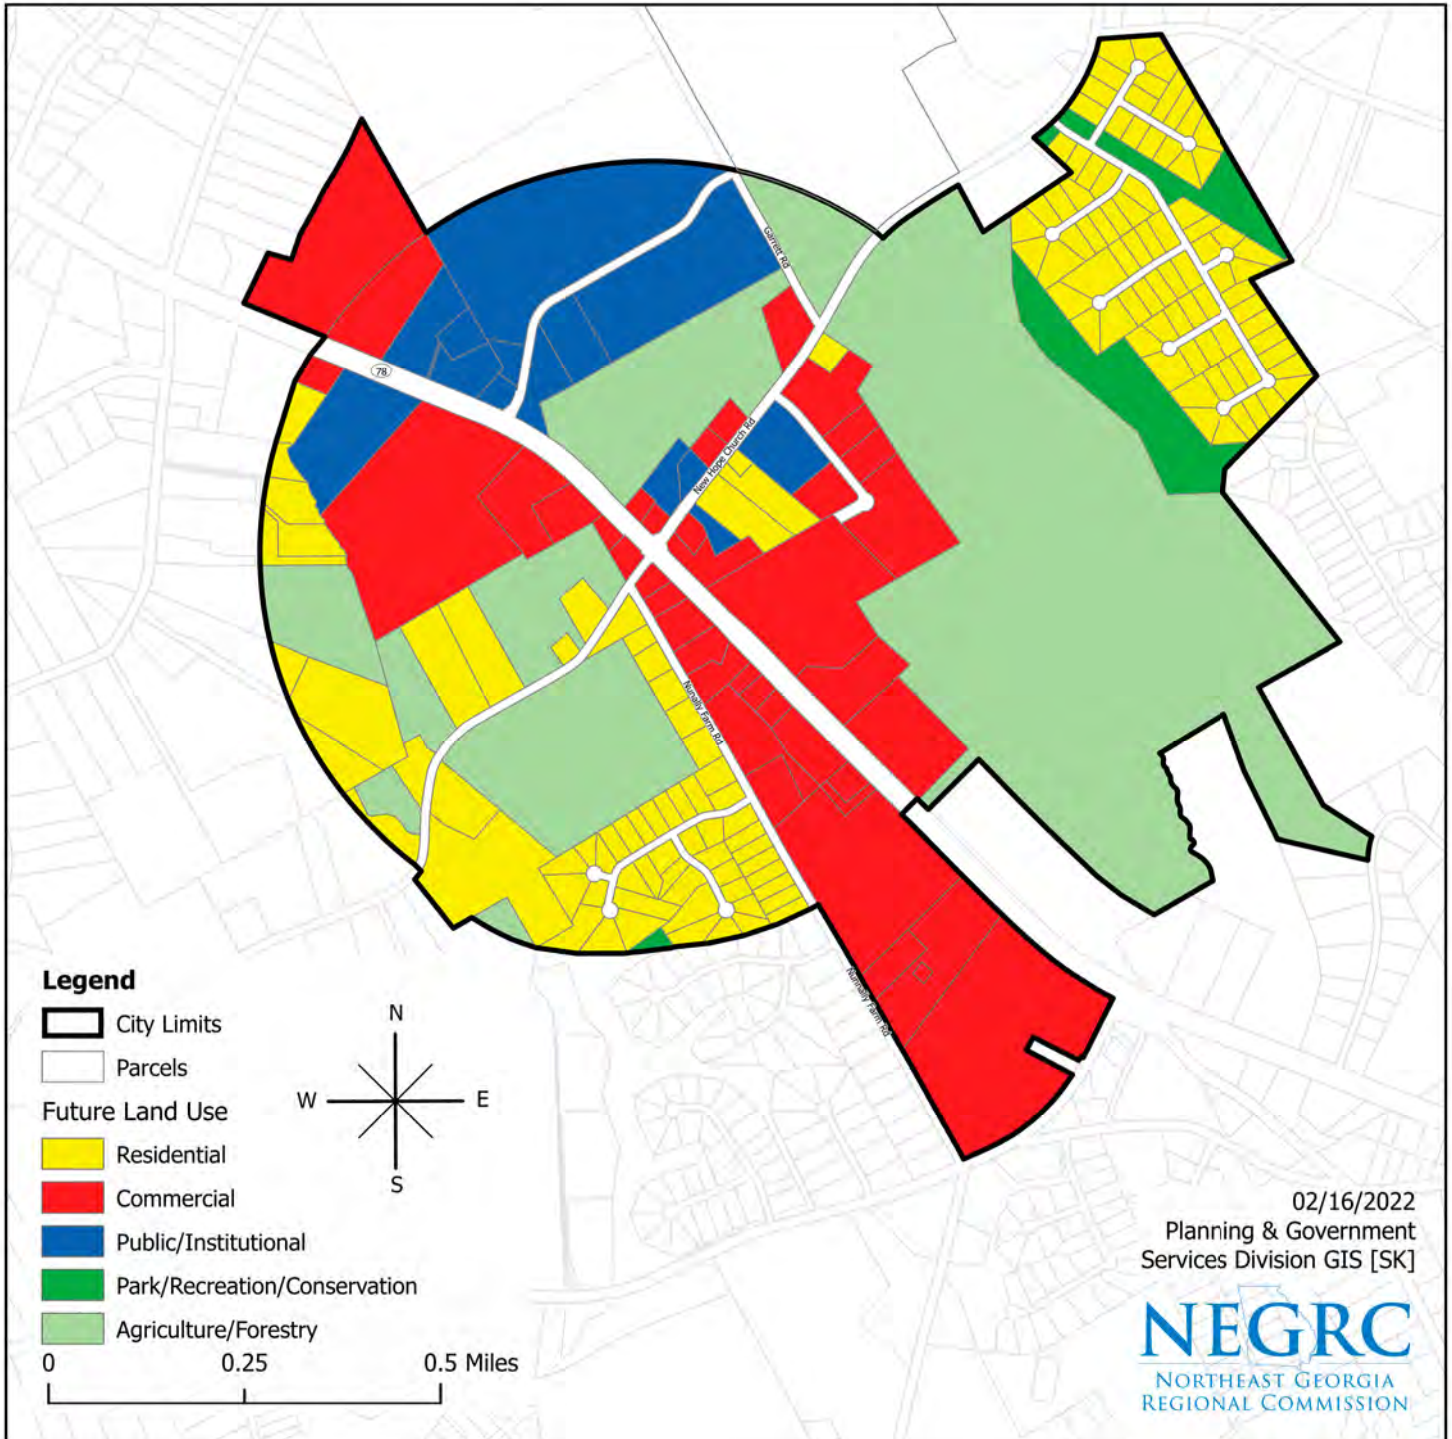 Garrett Rd
78
New Hope Church Rd
Nunally Farm Rd
Nunnally Farm Rd
Legend
City Limits
Parcels
Future Land Use
Residential
Commercial
Public/Institutional
Park/Recreation/Conservation
Agriculture/Forestry
0 0.25 0.5 Miles
N
W E
S
02/16/2022
Planning & Government
Services Division GIS [SK]
NEGRC
NORTHEAST GEORGIA
REGIONAL COMMISSION